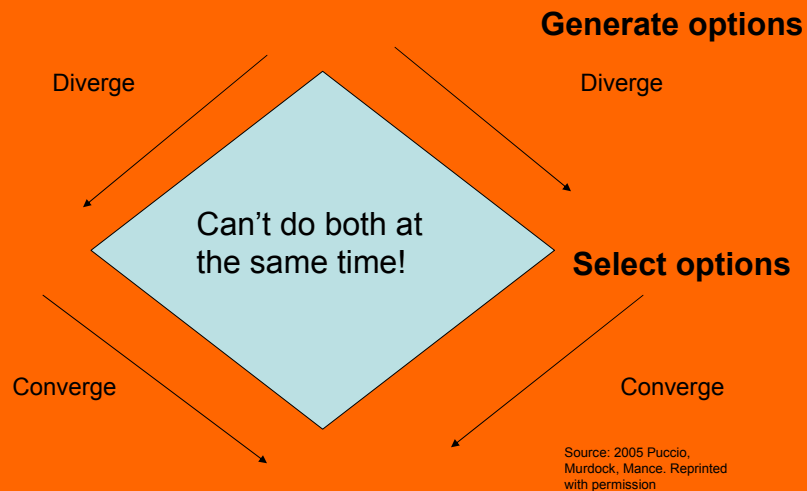 Generate options
Diverge
Diverge
Can’t do both at
the same time!
Select options
Converge
Converge
Source: 2005 Puccio,
Murdock, Mance. Reprinted
with permission